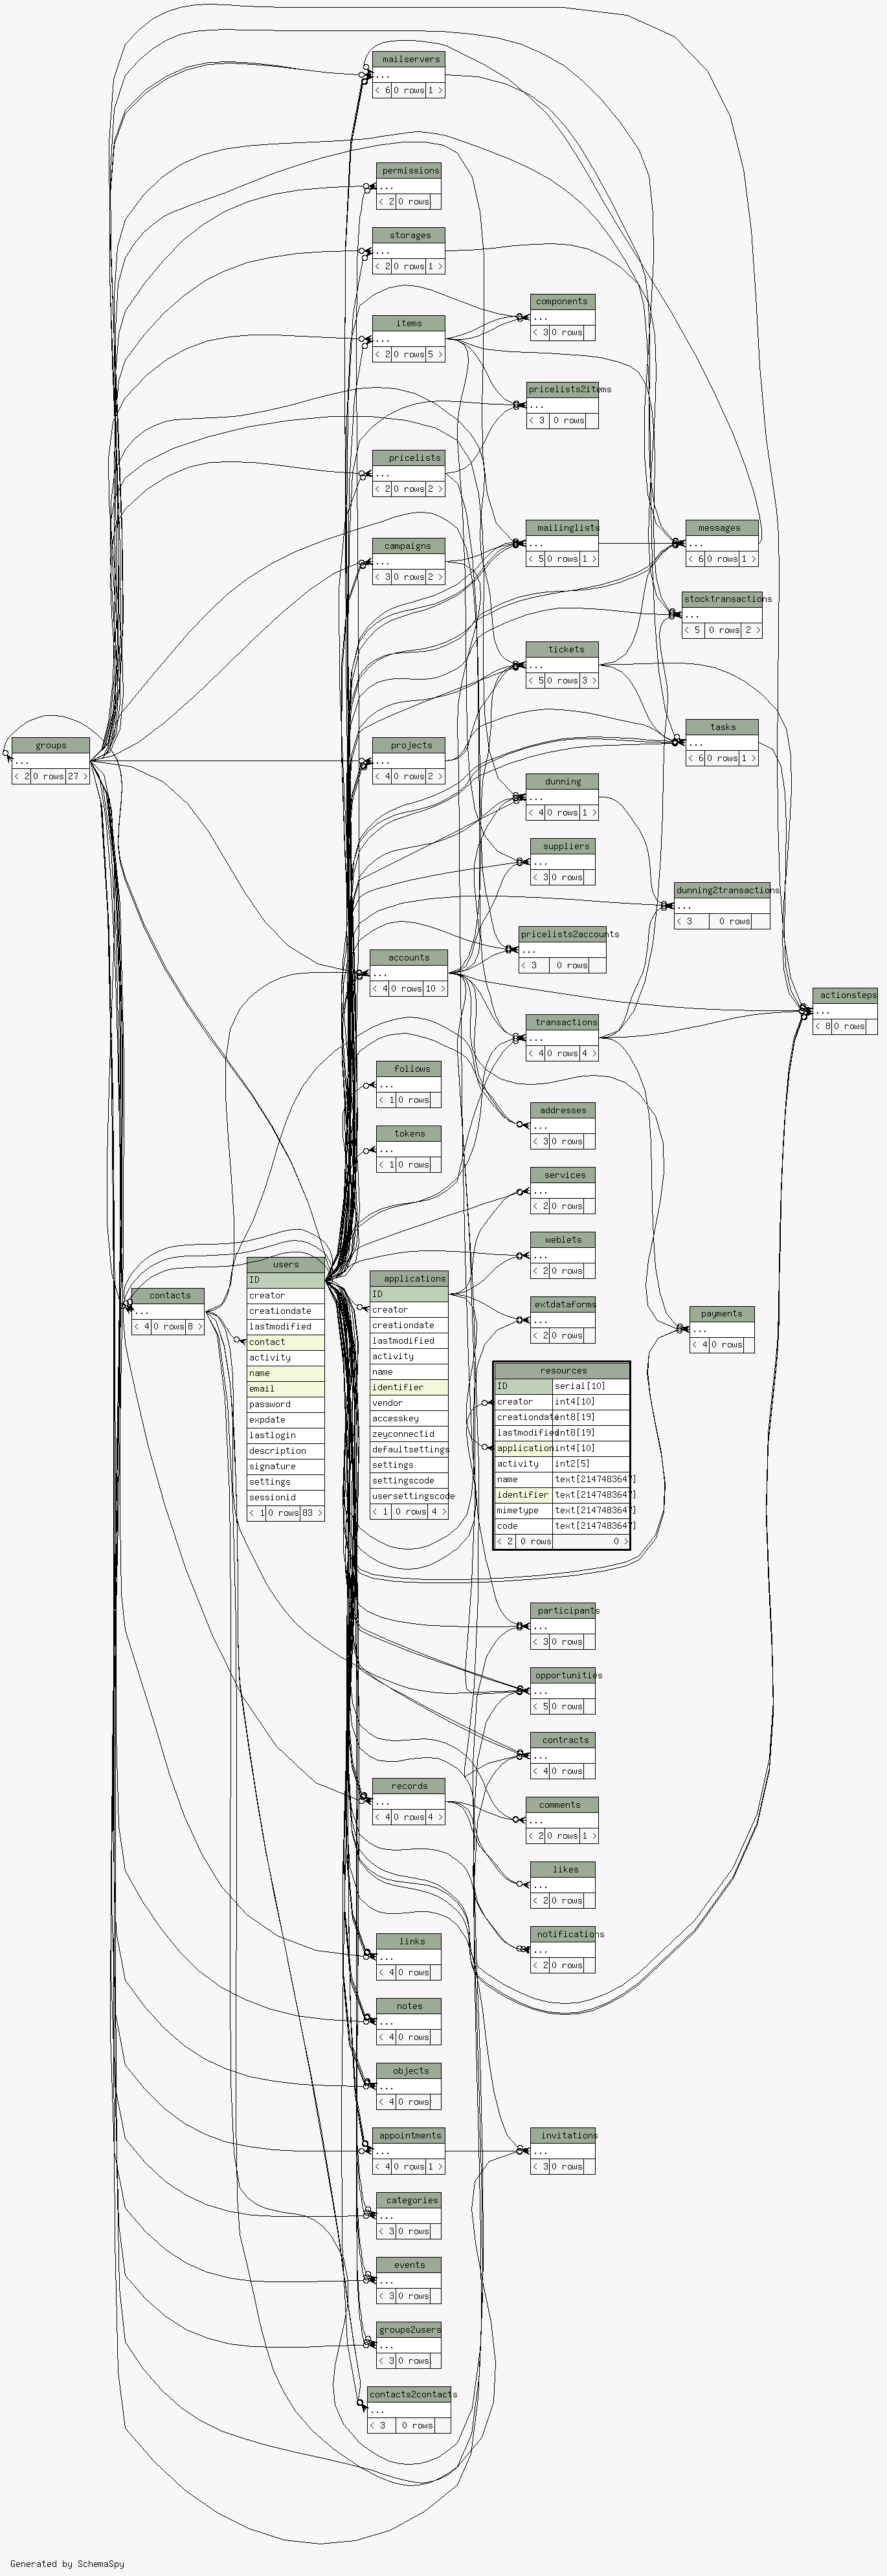 mailservers
...
< 6 0 rows 1 >
permissions
...
< 2 0 rows
storages
...
< 2 0 rows 1 >
components
...
< 3 0 rows
items
...
< 2 0 rows 5 >
pricelists2items
...
< 3 0 rows
pricelists
...
< 2 0 rows 2 >
mailinglists
...
< 5 0 rows 1 >
messages
...
< 6 0 rows 1 >
campaigns
...
< 3 0 rows 2 >
stocktransactions
...
< 5 0 rows 2 >
tickets
...
< 5 0 rows 3 >
tasks
...
< 6 0 rows 1 >
groups
...
< 2 0 rows 27 >
projects
...
< 4 0 rows 2 >
dunning
...
< 4 0 rows 1 >
suppliers
...
< 3 0 rows
dunning2transactions
...
< 3 0 rows
pricelists2accounts
...
< 3 0 rows
accounts
...
< 4 0 rows 10 >
actionsteps
...
< 8 0 rows
transactions
...
< 4 0 rows 4 >
follows
...
< 1 0 rows
addresses
...
< 3 0 rows
tokens
...
< 1 0 rows
services
...
< 2 0 rows
weblets
...
< 2 0 rows
contacts
...
< 4 0 rows 8 >
users
ID
creator
creationdate
lastmodified
contact
activity
name
email
password
expdate
lastlogin
description
signature
settings
sessionid
< 1 0 rows 83 >
applications
ID
creator
creationdate
lastmodified
activity
name
identifier
vendor
accesskey
zeyconnectid
defaultsettings
settings
settingscode
usersettingscode
< 1 0 rows 4 >
extdataforms
...
< 2 0 rows
payments
...
< 4 0 rows
resources
ID serial[10]
creator int4[10]
creationdate int8[19]
lastmodified int8[19]
application int4[10]
activity int2[5]
name text[2147483647]
identifier text[2147483647]
mimetype text[2147483647]
code text[2147483647]
< 2 0 rows 0 >
participants
...
< 3 0 rows
opportunities
...
< 5 0 rows
contracts
...
< 4 0 rows
records
...
< 4 0 rows 4 >
comments
...
< 2 0 rows 1 >
likes
...
< 2 0 rows
notifications
...
< 2 0 rows
links
...
< 4 0 rows
notes
...
< 4 0 rows
objects
...
< 4 0 rows
appointments
...
< 4 0 rows 1 >
invitations
...
< 3 0 rows
categories
...
< 3 0 rows
events
...
< 3 0 rows
groups2users
...
< 3 0 rows
contacts2contacts
...
< 3 0 rows
Generated by SchemaSpy